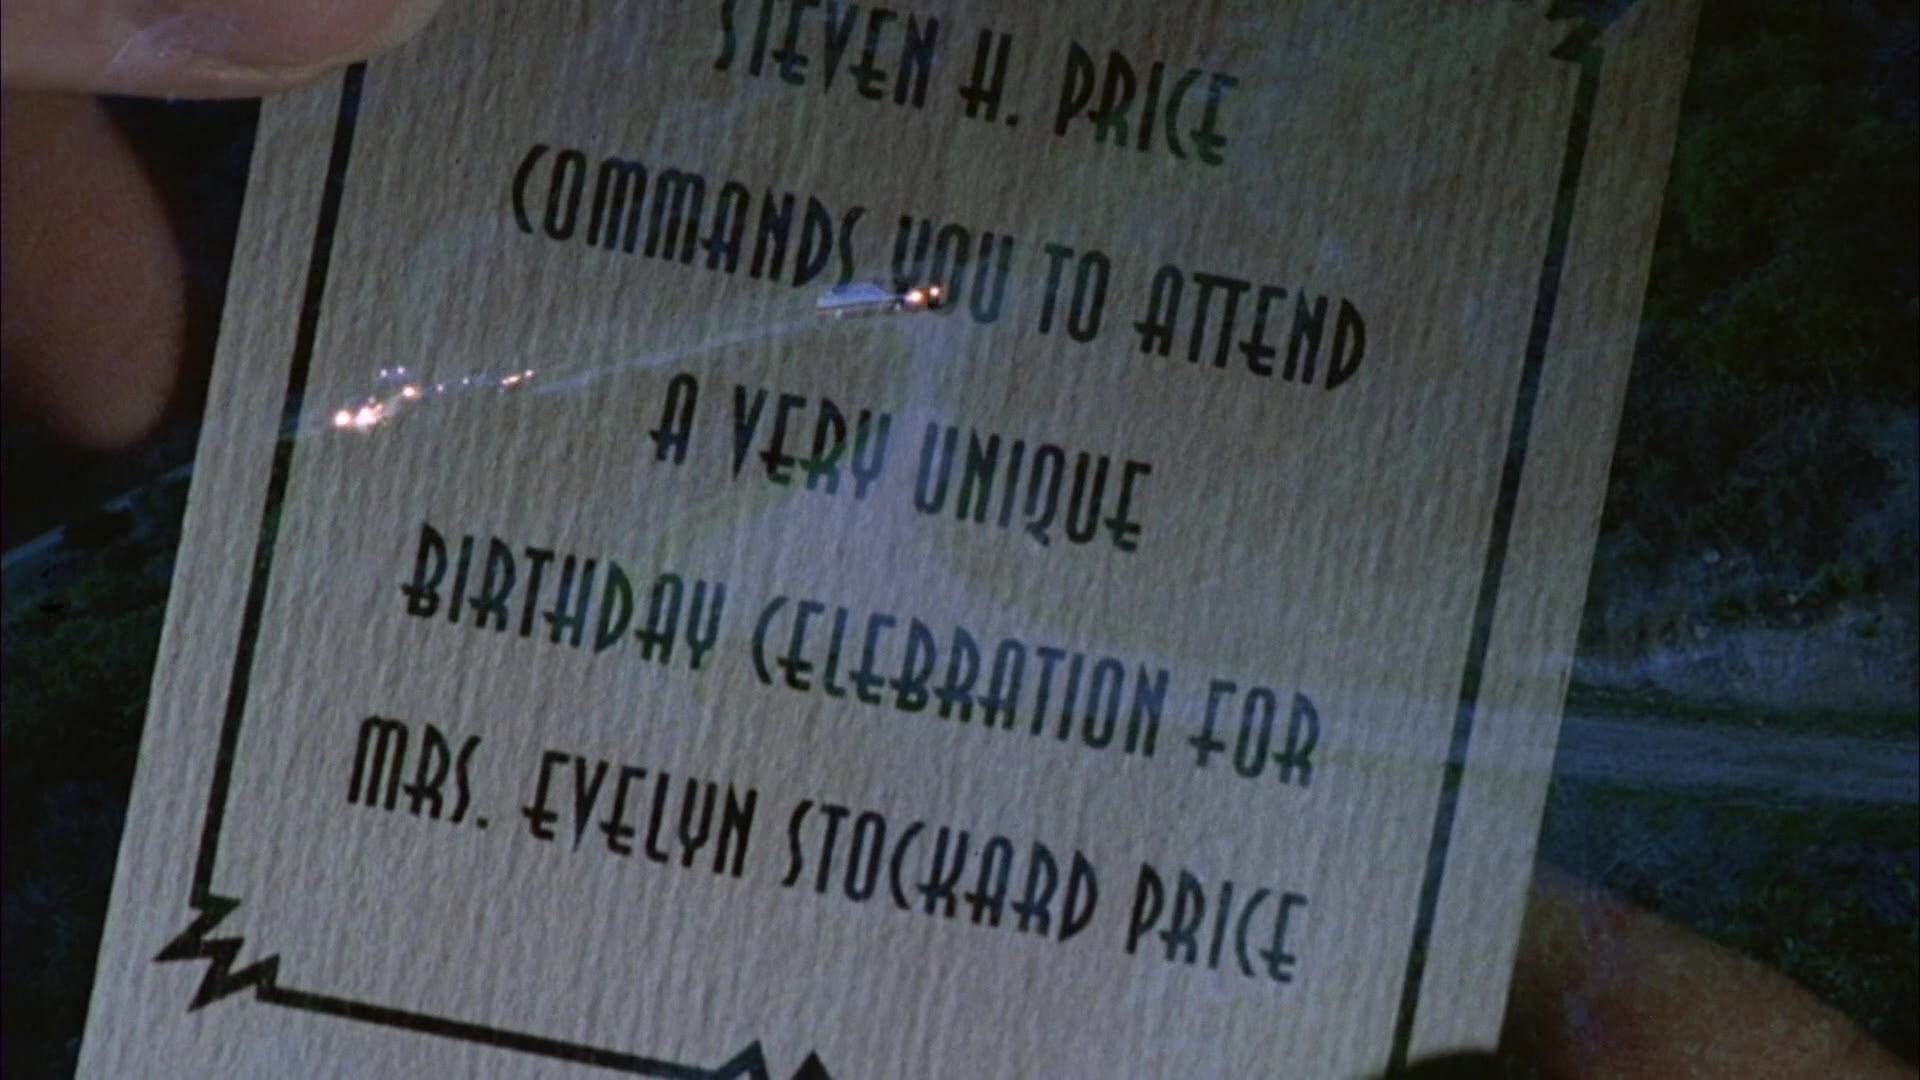 STEVEN H. PRICE
COMMANDS YOU TO ATTEND
A VERY UNIQUE
BIRTHDAY CELEBRATION FOR
MRS. EVELYN STOCKARD PRICE